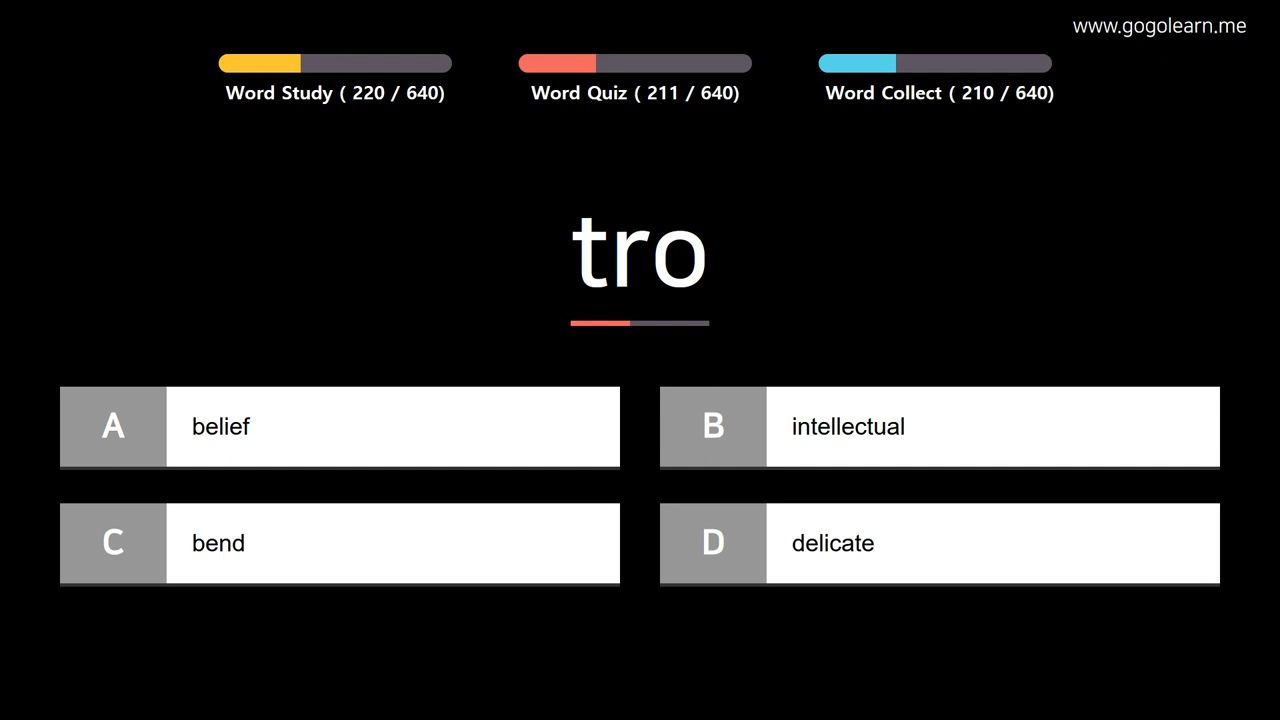 www.gogolearn.me
Word Study ( 220 / 640)
Word Quiz ( 211 / 640)
Word Collect ( 210 / 640)
tro
A belief
B intellectual
C bend
D delicate